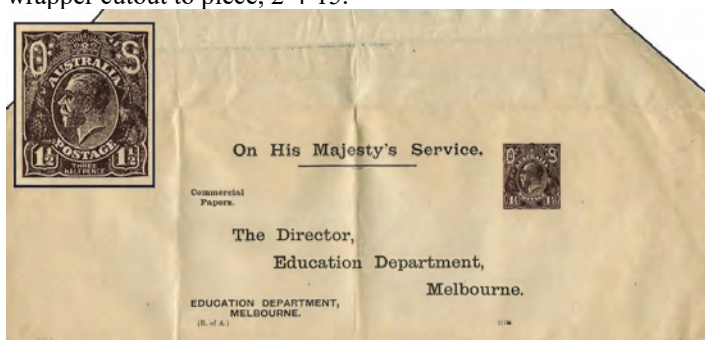 wrapper cutout to piece, 2-4-15.
O S
AUSTRALIA
POSTAGE
1½ 1½
THREE
HALFPENCE
On His Majesty's Service.
Commercial
Papers.
The Director,
Education Department,
Melbourne.
EDUCATION DEPARTMENT,
MELBOURNE.